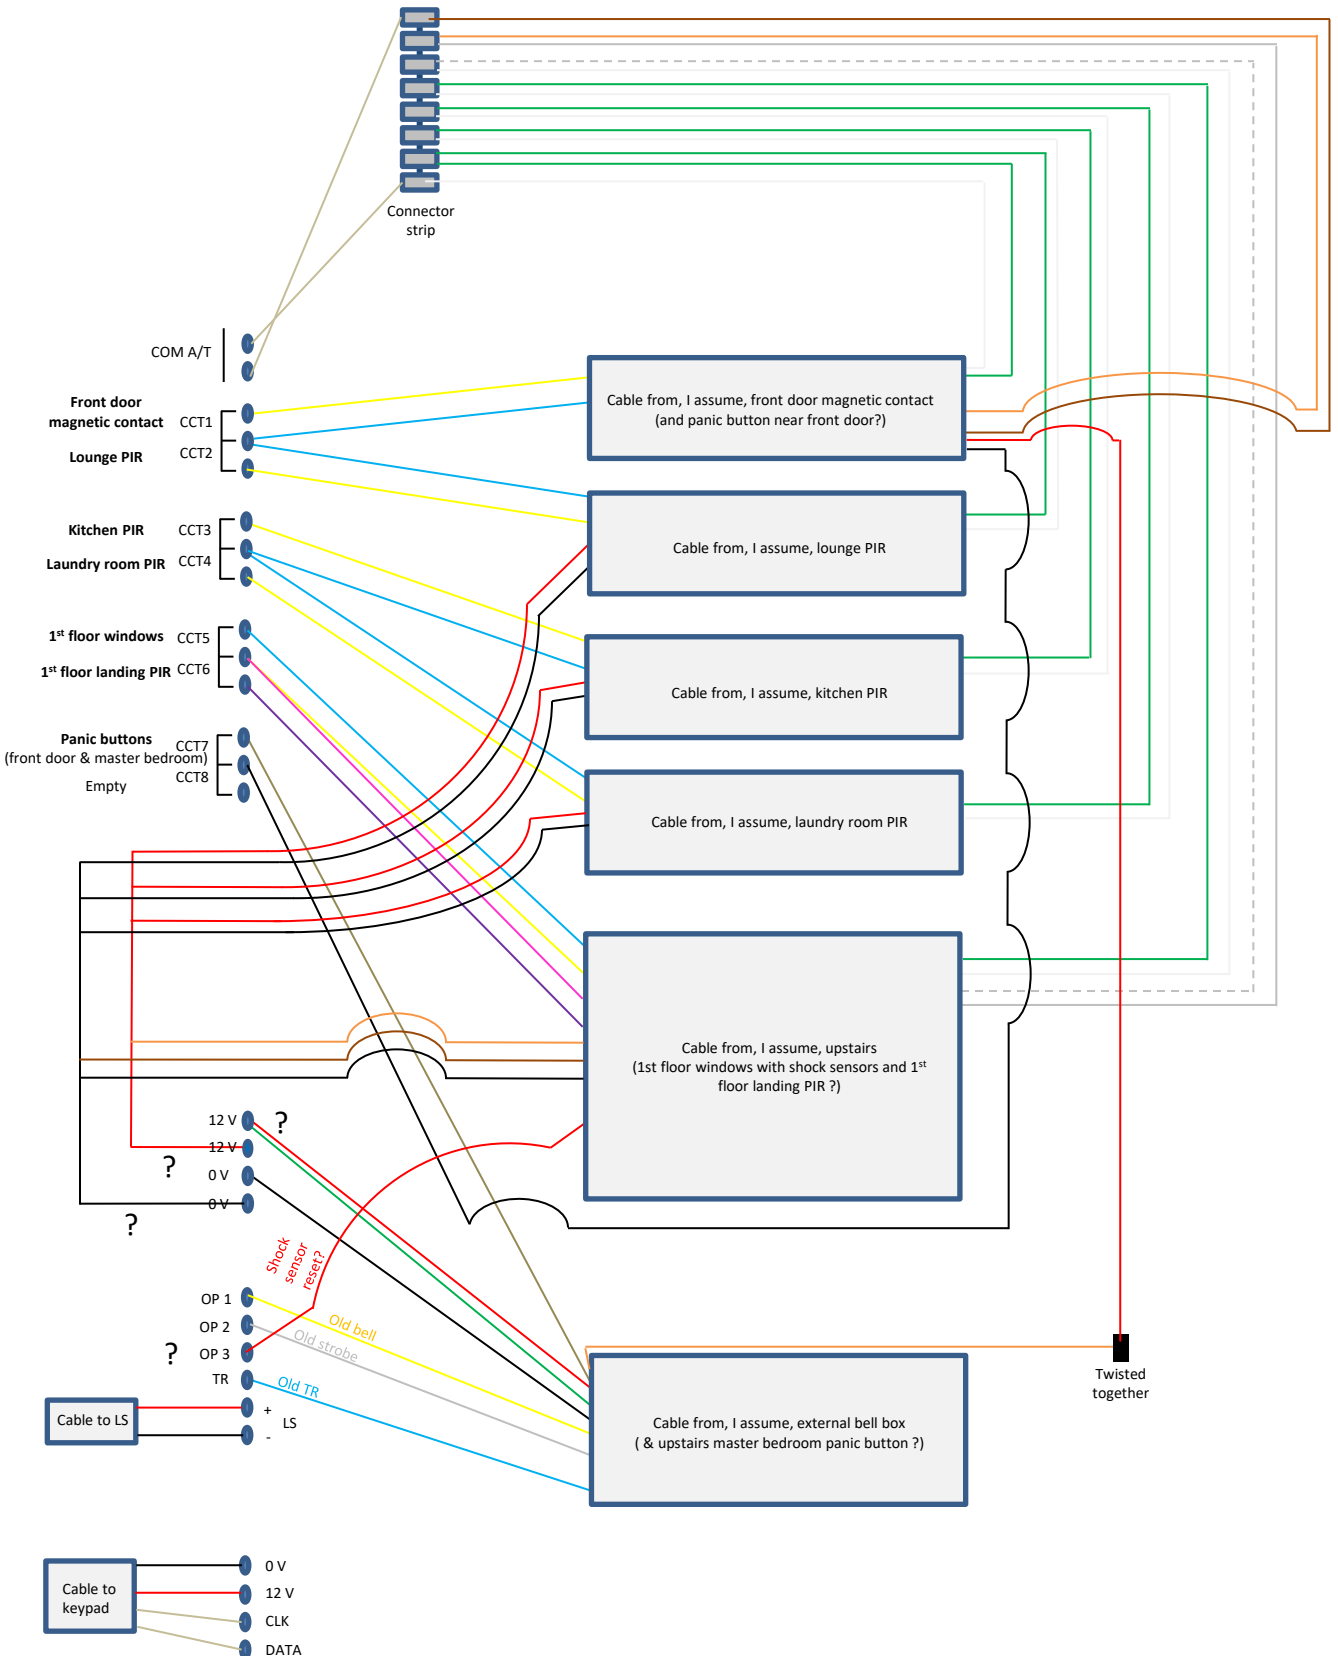 Connector
strip
COM A/T
Front door
magnetic contact
CCT1
Lounge PIR
CCT2
Cable from, I assume, front door magnetic contact
(and panic button near front door?)
Kitchen PIR
CCT3
Laundry room PIR
CCT4
Cable from, I assume, lounge PIR
1st floor windows
CCT5
1st floor landing PIR
CCT6
Cable from, I assume, kitchen PIR
Panic buttons
CCT7
(front door & master bedroom)
CCT8
Empty
Cable from, I assume, laundry room PIR
Cable from, I assume, upstairs
(1st floor windows with shock sensors and 1st
floor landing PIR ?)
12 V
?
12 V
?
0 V
0 V
?
Shock
sensor
reset?
OP 1
Old bell
OP 2
Old strobe
?
OP 3
TR
Old TR
Twisted
together
Cable to LS
+
LS
-
Cable from, I assume, external bell box
( & upstairs master bedroom panic button ?)
Cable to
keypad
0 V
12 V
CLK
DATA